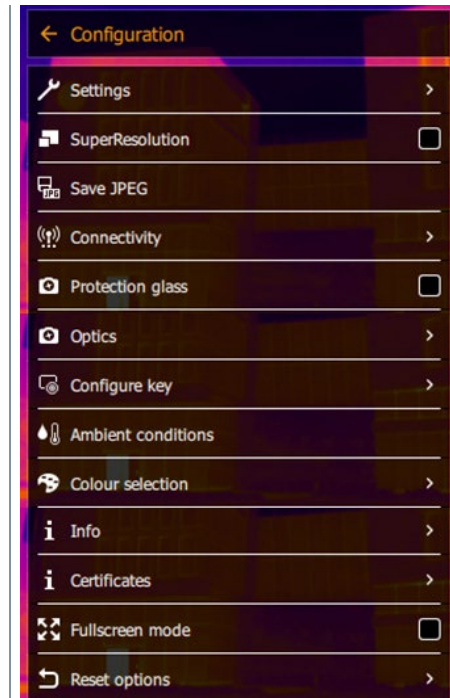 Configuration
Settings
SuperResolution
JPEG Save JPEG
Connectivity
Protection glass
Optics
Configure key
Ambient conditions
Colour selection
Info
Certificates
Fullscreen mode
Reset options